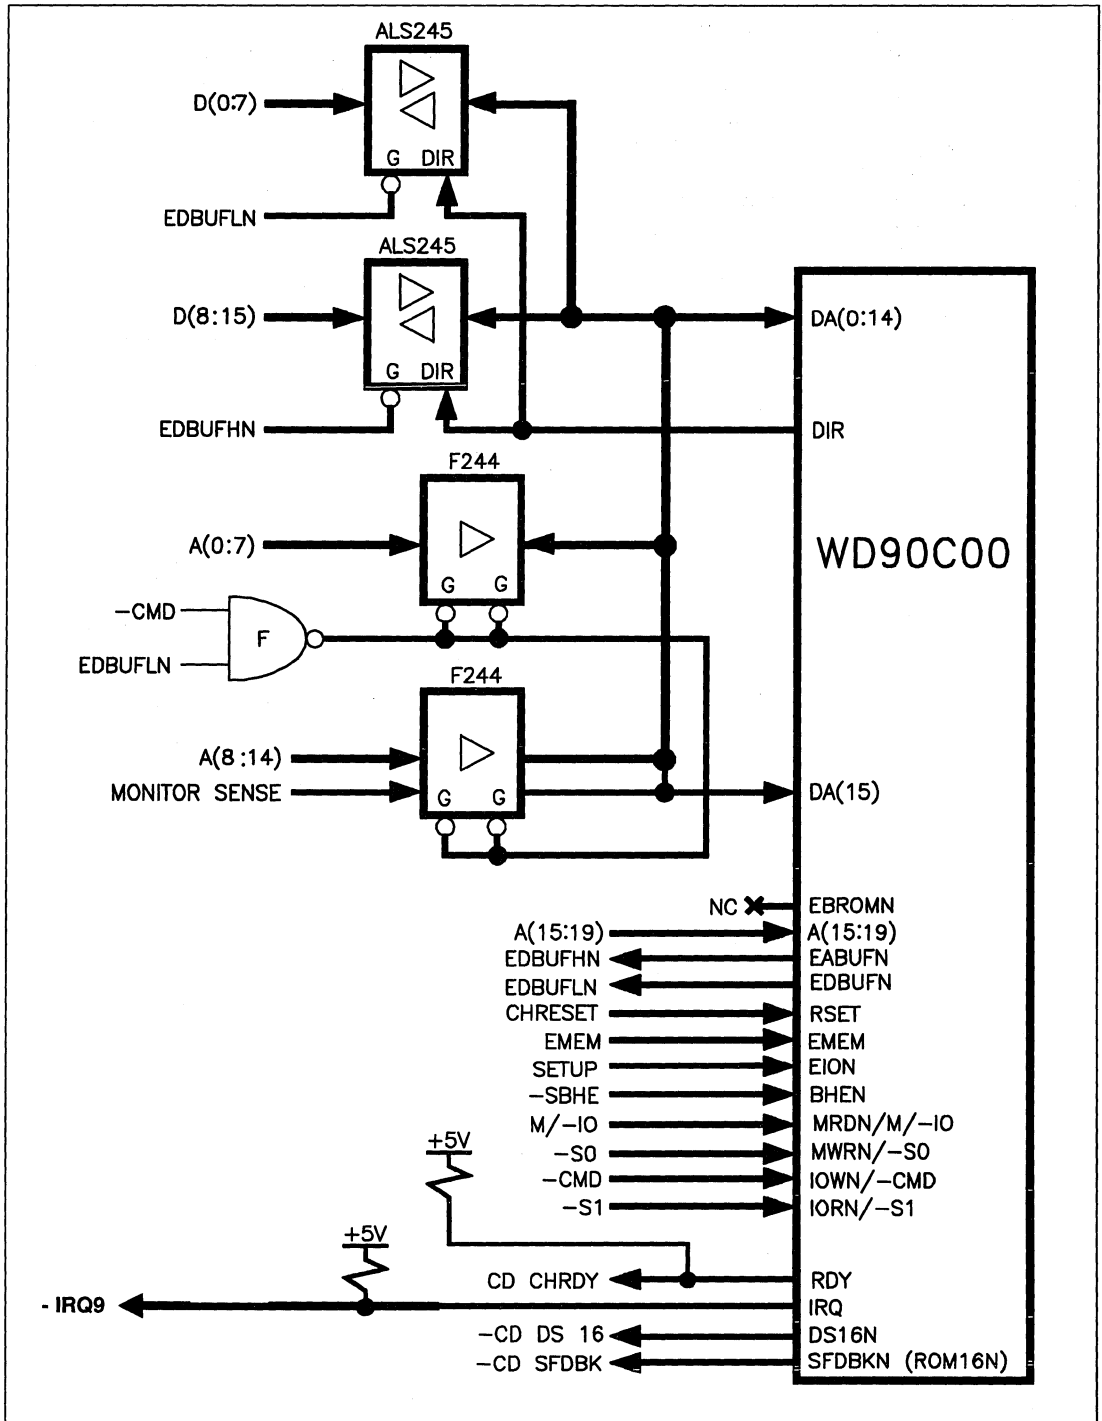 ALS245
D(0:7)
G DIR
EDBUFLN
ALS245
D(8:15)
DA(0:14)
G DIR
EDBUFHN
DIR
F244
A(0:7)
WD90C00
G G
-CMD
F
EDBUFLN
F244
A(8:14)
MONITOR SENSE
G G
DA(15)
NC EBROMN
A(15:19) A(15:19)
EDBUFHN EABUFN
EDBUFLN EDBUFN
CHRESET RSET
EMEM EMEM
SETUP EION
-SBHE BHEN
M/-IO MRDN/M/-IO
+5V
-S0 MWRN/-S0
-CMD IOWN/-CMD
-S1 IORN/-S1
+5V
CD CHRDY RDY
- IRQ9 IRQ
-CD DS 16 DS16N
-CD SFDBK SFDBKN (ROM16N)